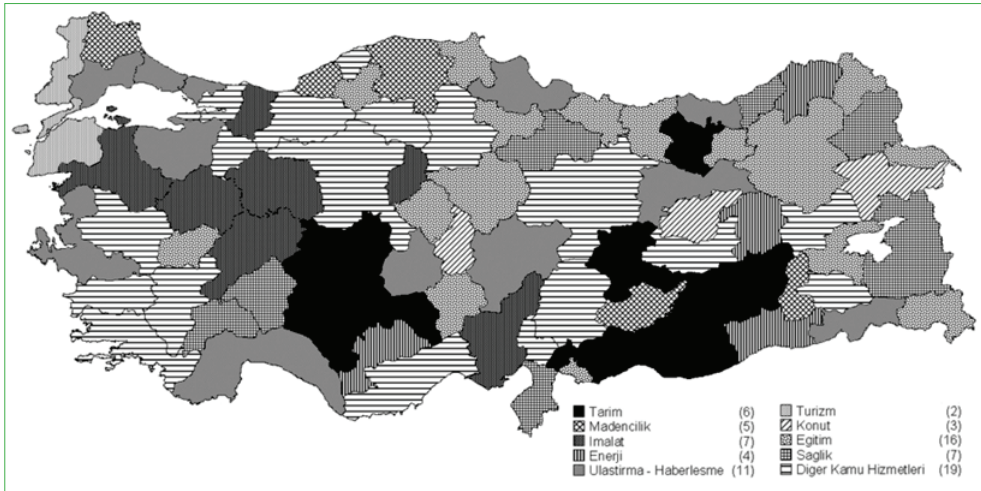 Tarim (6)
Madencilik (5)
Imalat (7)
Enerji (4)
Ulastirma - Haberlesme (11)
Turizm (2)
Konut (3)
Egitim (16)
Saglik (7)
Diger Kamu Hizmetleri (19)